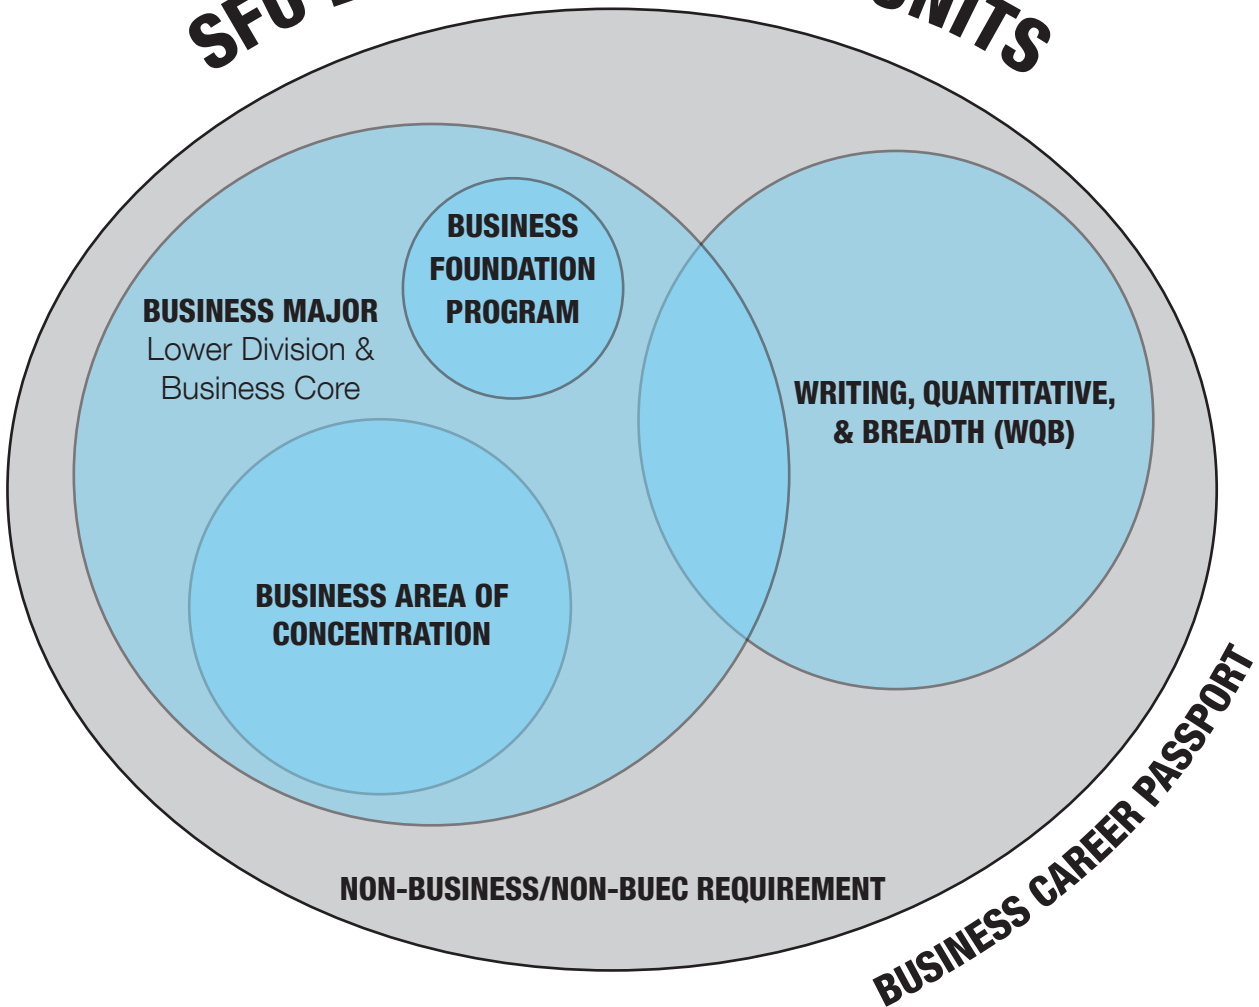 SFU
UNITS
BUSINESS
FOUNDATION
PROGRAM
BUSINESS MAJOR
Lower Division &
Business Core
WRITING, QUANTITATIVE,
& BREADTH (WQB)
BUSINESS AREA OF
CONCENTRATION
NON-BUSINESS/NON-BUEC REQUIREMENT
BUSINESS CAREER PASSPORT